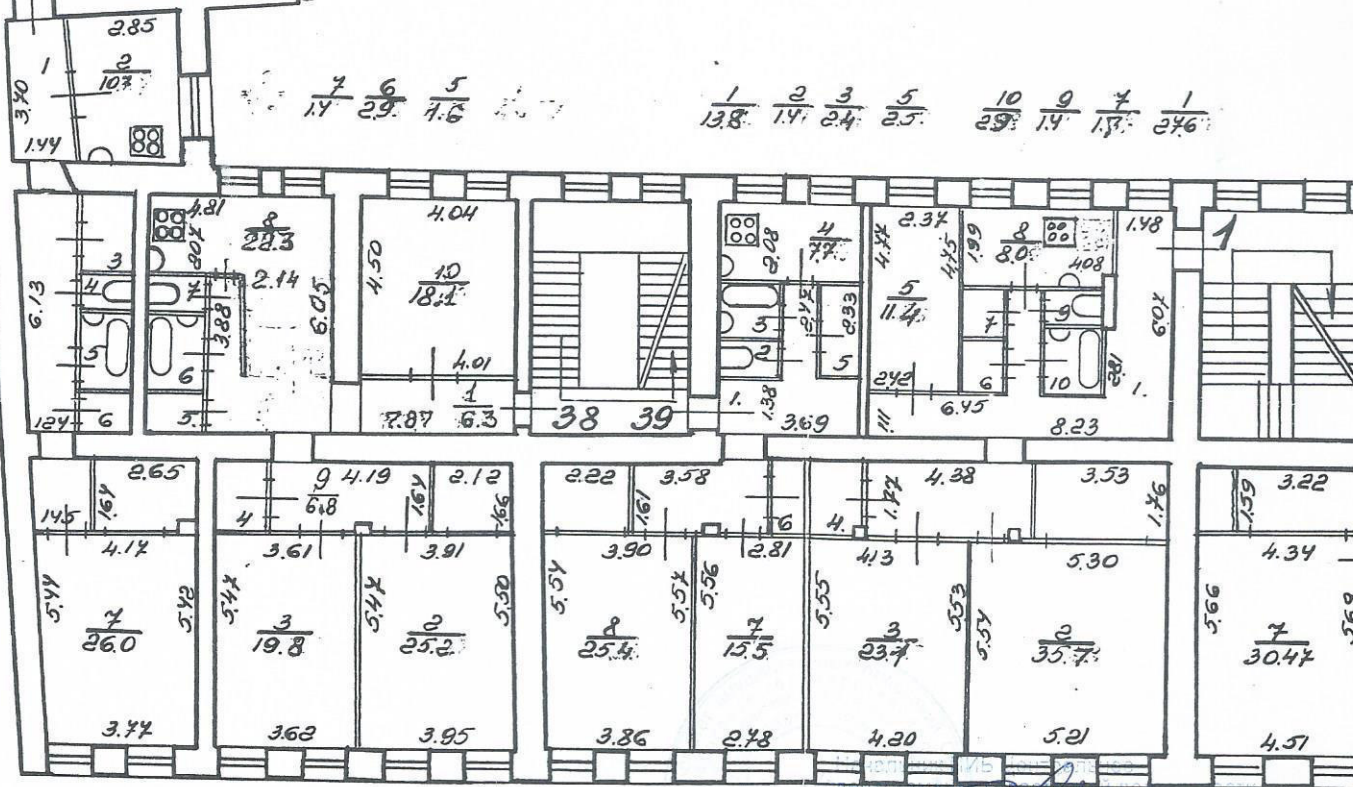 2.85
1 2/10.7
3.70
1.44
7/1.4 6/2.9 5/1.6
1/13.8 2/1.4 3/2.4 5/2.5 10/2.9 9/1.4 7/1.7 1/27.6
4.81 8/22.3 4.04 2.37 1.48 1
2.07 2.08 4/7.7 4.77 4.75 1.99 8/8.0 4.08
3 2.14 4.50 10/18.1
4 7 6.13 3.88 6.05 3 2.47 2.33 5/11.4 7 9 6.07
5 6 4.01 2 5 2.42 6 10 2.81 1.
1.24 6 5. 7.87 1/6.3 38 39 1. 1.38 3.69 11. 6.45 8.23
2.65 9/6.8 4.19 2.12 2.22 3.58 4.38 3.53 3.22
1.45 1.64 4 1.64 1.66 1.61 6 4. 1.77 1.76 1.59
4.17 3.61 3.91 3.90 2.81 4.13 5.30 4.34
5.44 5.42 5.47 5.47 5.50 5.54 5.57 5.56 5.55 5.53 5.54 5.66 5.68
7/26.0 3/19.8 2/25.2 8/25.4 7/15.5 3/23.1 2/35.7 7/30.47
3.77 3.62 3.95 3.86 2.78 4.20 5.21 4.51